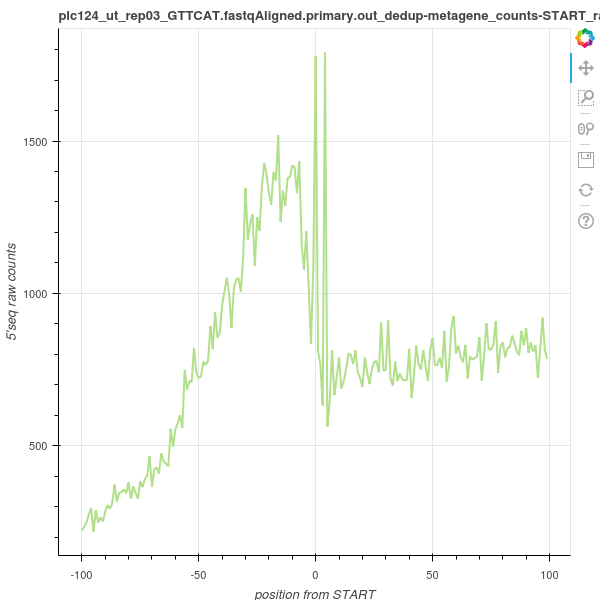 plc124_ut_rep03_GTTCAT.fastqAligned.primary.out_dedup-metagene_counts-START_ra
1500
1000
500
5'seq raw counts
-100 -50 0 50 100
position from START